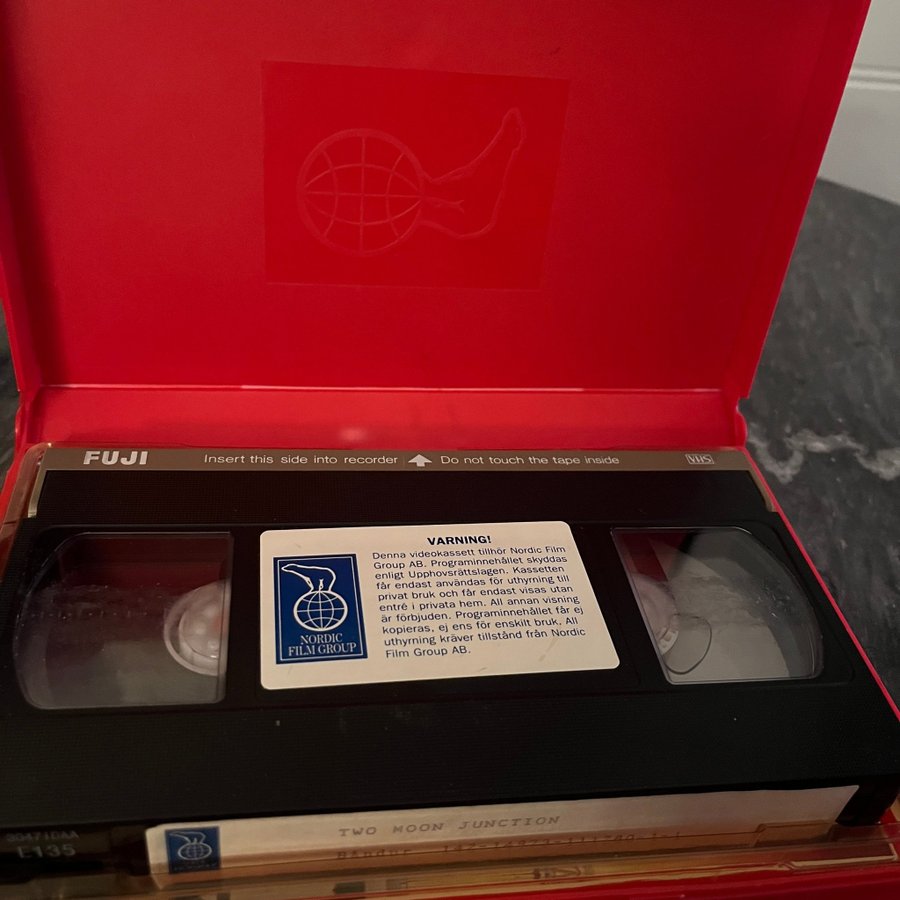 FUJI Insert this side into recorder Do not touch the tape inside VHS
VARNING!
Denna videokassett tillhör Nordic Film
Group AB. Programinnehållet skyddas
enligt Upphovsrättslagen. Kassetten
får endast användas för uthyrning till
privat bruk och får endast visas utan
entré i privata hem. All annan visning
är förbjuden. Programinnehållet får ej
kopieras, ej ens för enskilt bruk, All
uthyrning kräver tillstånd från Nordic
Film Group AB.
NORDIC
FILM GROUP
E135
TWO MOON JUNCTION